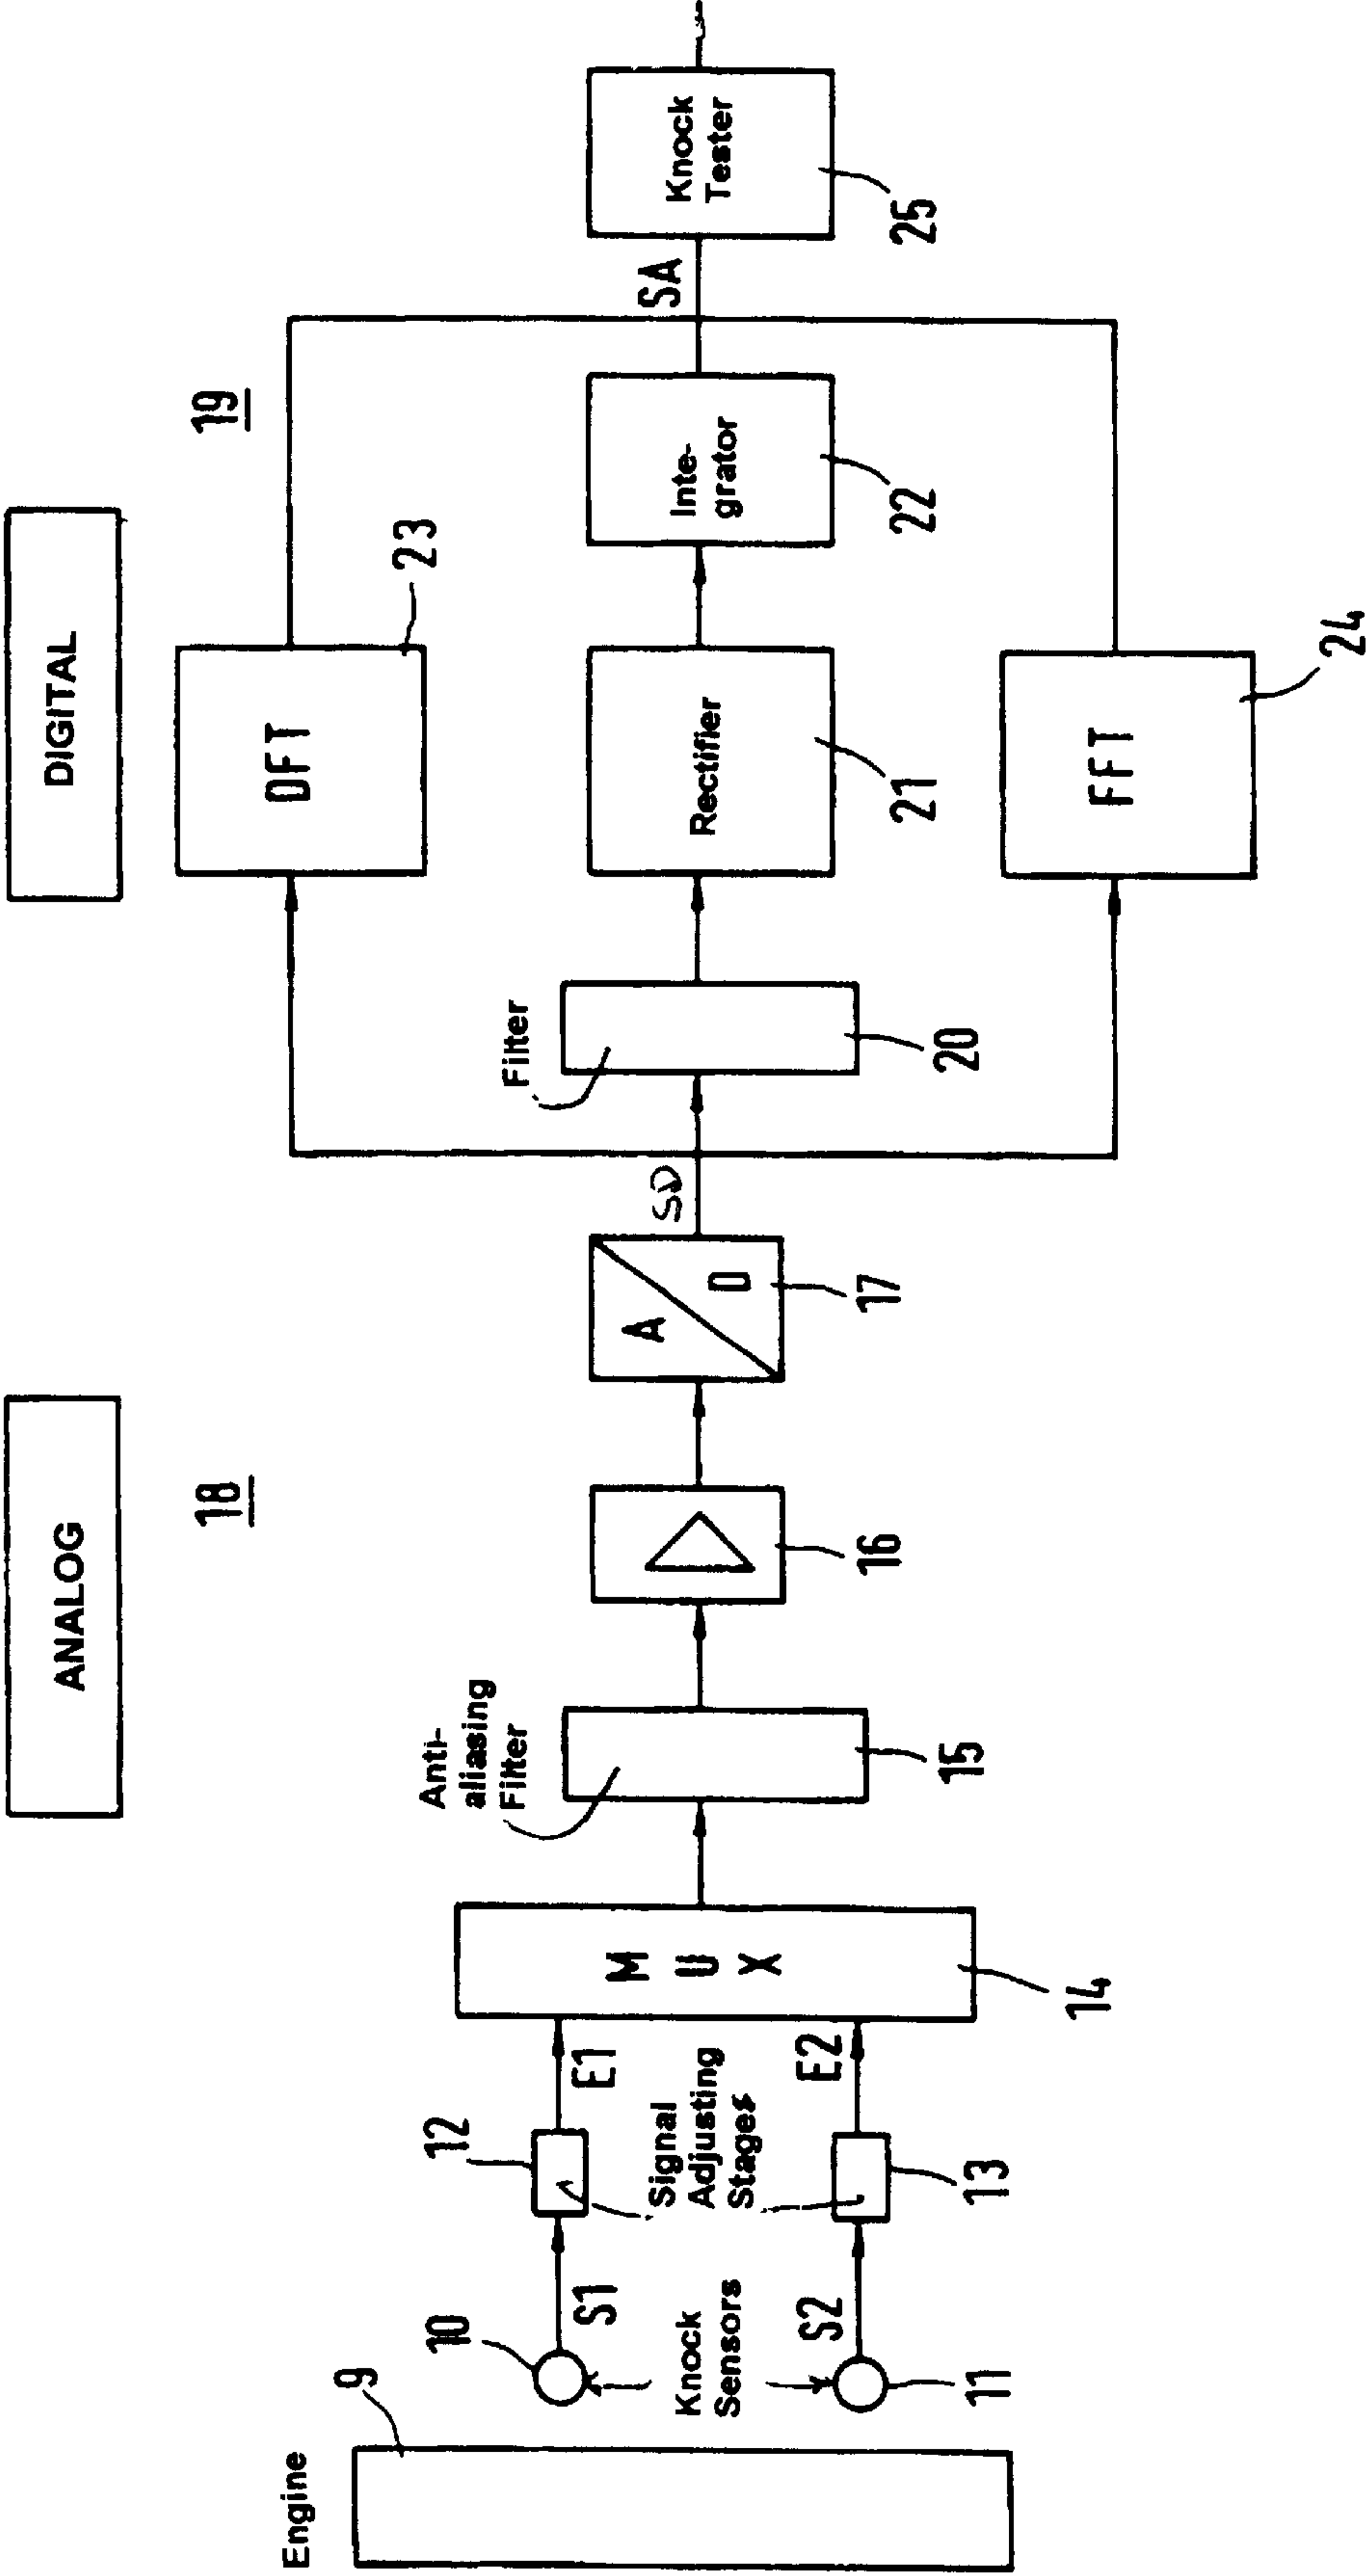 ANALOG
DIGITAL
18
19
Engine
9
10
Knock
Sensors
11
S1
S2
12
Signal
Adjusting
Stages
13
E1
E2
M
U
X
14
Anti-
aliasing
Filter
15
16
A
D
17
SD
Filter
20
DFT
23
Rectifier
21
FFT
24
Inte-
grator
22
SA
Knock
Tester
25